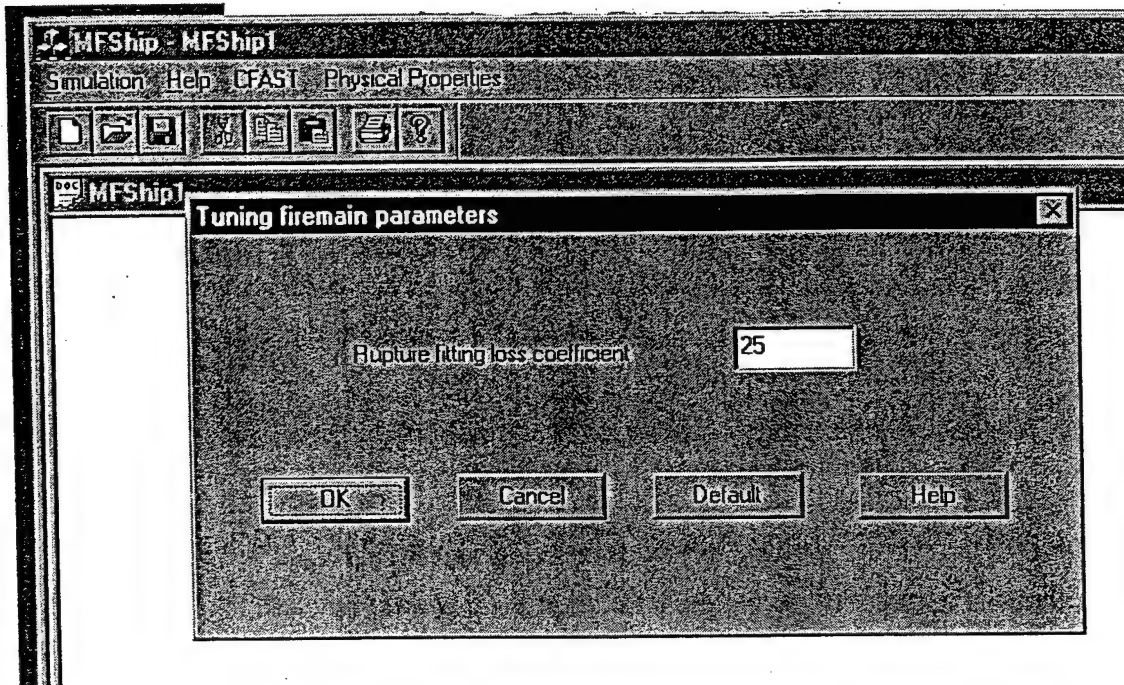 MFShip - MFShip1
Simulation Help CFAST Physical Properties
MFShip1
Tuning firemain parameters
Rupture fitting loss coefficient 25
OK Cancel Default Help